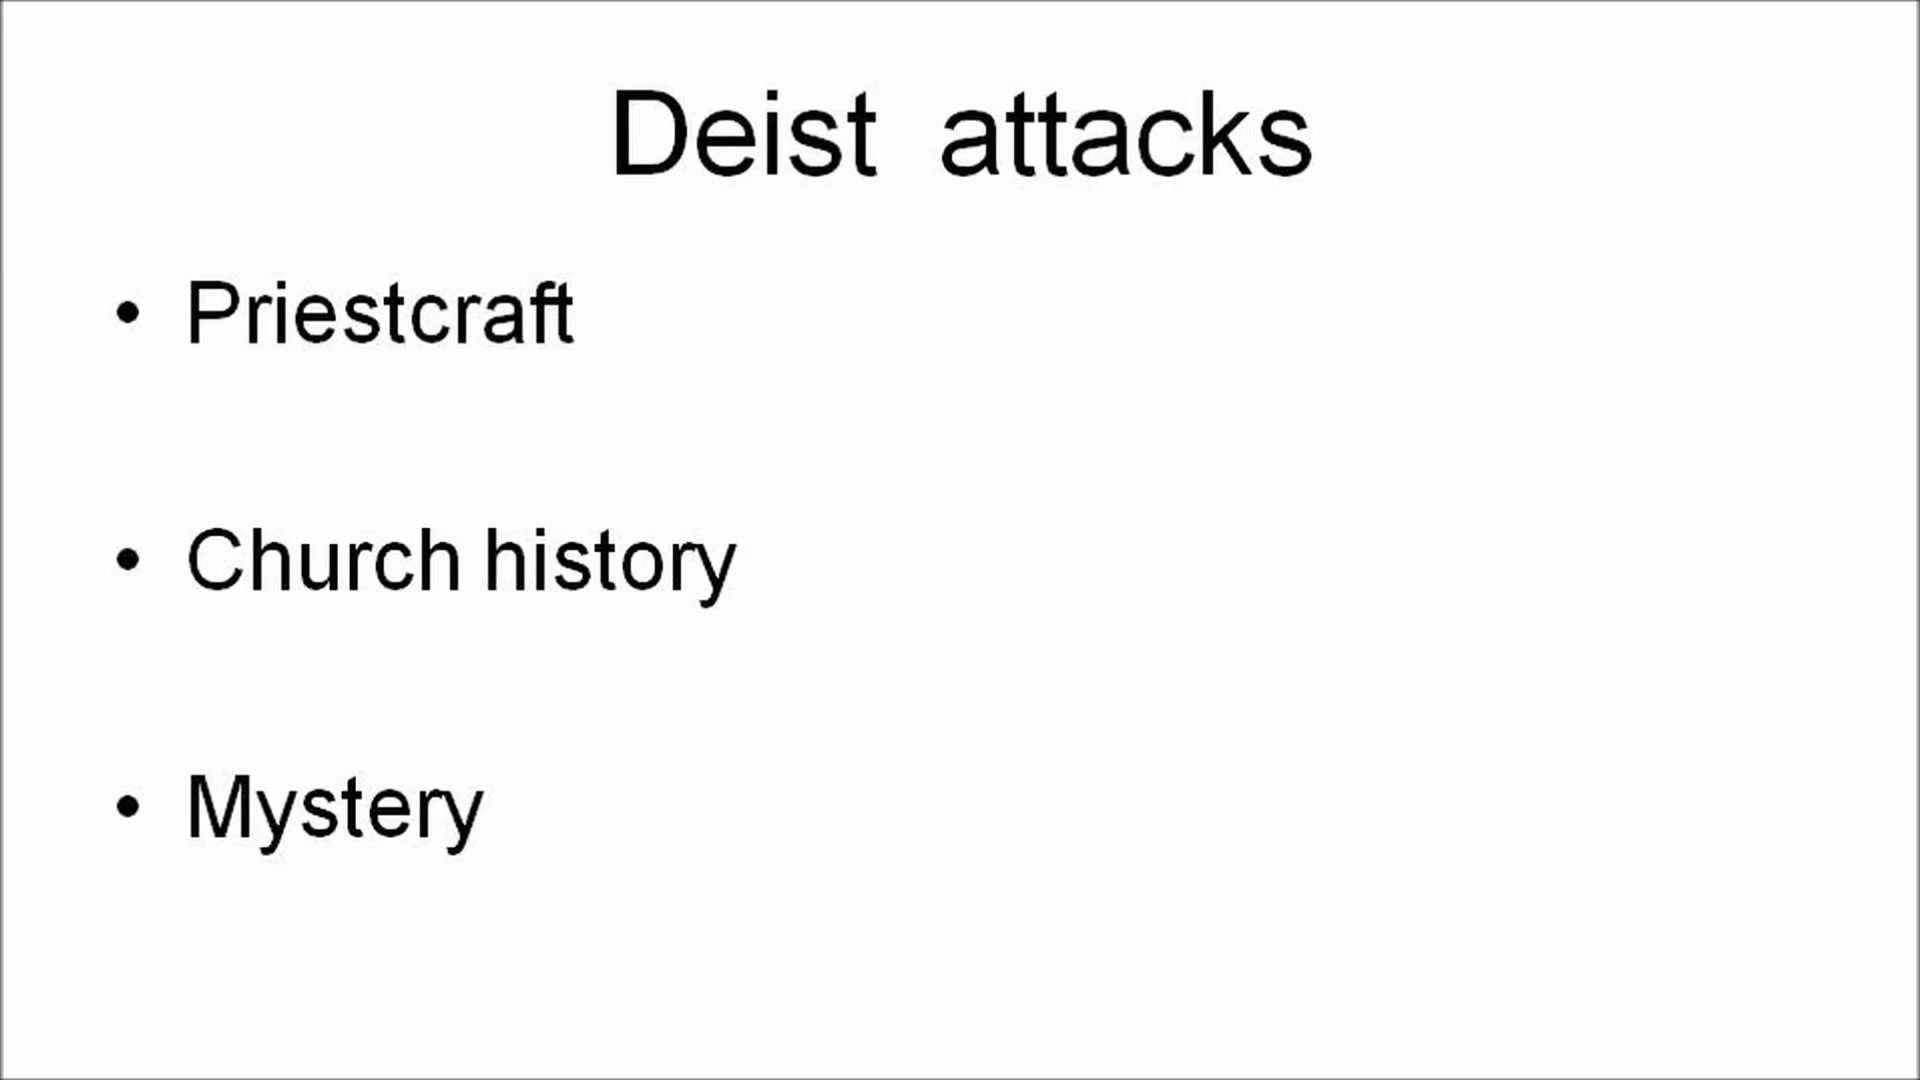 Deist attacks
• Priestcraft
• Church history
• Mystery